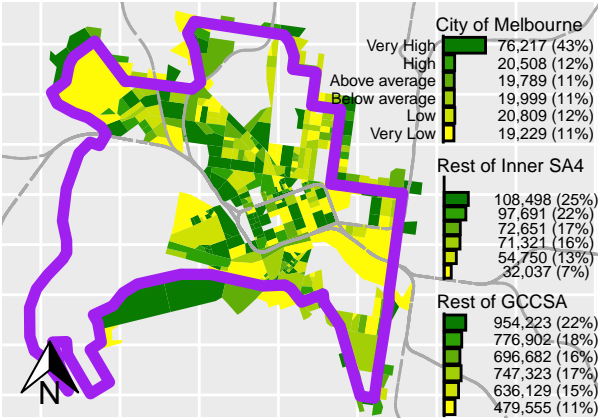 City of Melbourne
Very High 76,217 (43%)
High 20,508 (12%)
Above average 19,789 (11%)
Below average 19,999 (11%)
Low 20,809 (12%)
Very Low 19,229 (11%)
Rest of Inner SA4
108,498 (25%)
97,691 (22%)
72,651 (17%)
71,321 (16%)
54,750 (13%)
32,037 (7%)
Rest of GCCSA
954,223 (22%)
776,902 (18%)
696,682 (16%)
747,323 (17%)
636,129 (15%)
479,555 (11%)
N